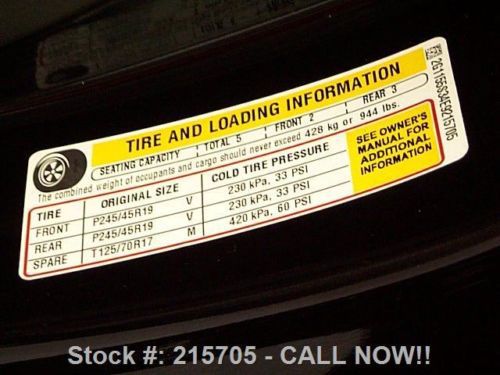 TIRE AND LOADING INFORMATION
SEATING CAPACITY | TOTAL 5 | FRONT 2 | REAR 3
The combined weight of occupants and cargo should never exceed 428 kg or 944 lbs.
TIRE ORIGINAL SIZE COLD TIRE PRESSURE
FRONT P245/45R19 V 230 kPa, 33 PSI
REAR P245/45R19 V 230 kPa, 33 PSI
SPARE T125/70R17 M 420 kPa, 60 PSI
SEE OWNER'S
MANUAL FOR
ADDITIONAL
INFORMATION
2G1155S34E9215705
Stock #: 215705 - CALL NOW!!